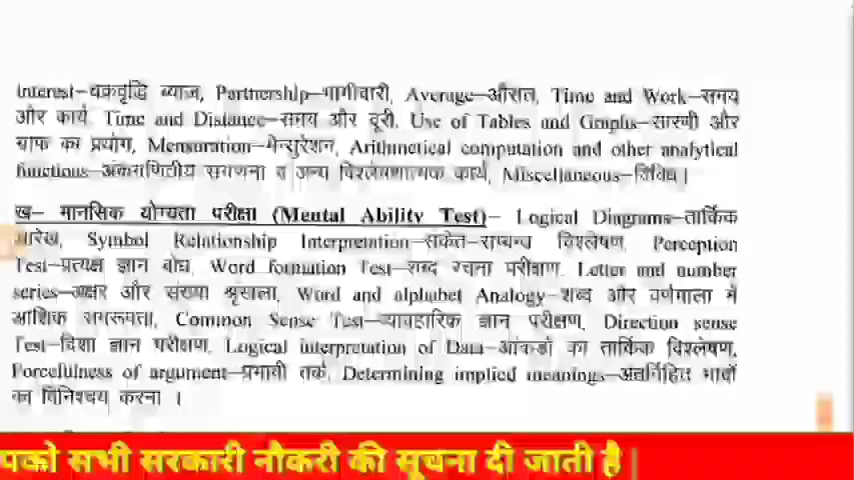 Interest–चक्रवृद्धि ब्याज, Partnership–भागीदारी, Average–औसत, Time and Work–समय
और कार्य, Time and Distance–समय और दूरी, Use of Tables and Graphs–सारणी और
ग्राफ का प्रयोग, Mensuration–मेन्सुरेशन, Arithmetical computation and other analytical
functions–अंकगणितीय संगणना व अन्य विश्लेषणात्मक कार्य, Miscellaneous–विविध।
ख– मानसिक योग्यता परीक्षा (Mental Ability Test)– Logical Diagrams–तार्किक
आरेख, Symbol Relationship Interpretation–संकेत–सम्बन्ध विश्लेषण, Perception
Test–प्रत्यक्ष ज्ञान बोध, Word formation Test–शब्द रचना परीक्षण, Letter and number
series–अक्षर और संख्या श्रृंखला, Word and alphabet Analogy–शब्द और वर्णमाला में
आंशिक समरूपता, Common Sense Test–व्यावहारिक ज्ञान परीक्षण, Direction sense
Test–दिशा ज्ञान परीक्षण, Logical interpretation of Data–आंकड़ों का तार्किक विश्लेषण,
Forcefulness of argument–प्रभावी तर्क, Determining implied meanings–अंतर्निहित भावों
का विनिश्चय करना ।
पको सभी सरकारी नौकरी की सूचना दी जाती है |